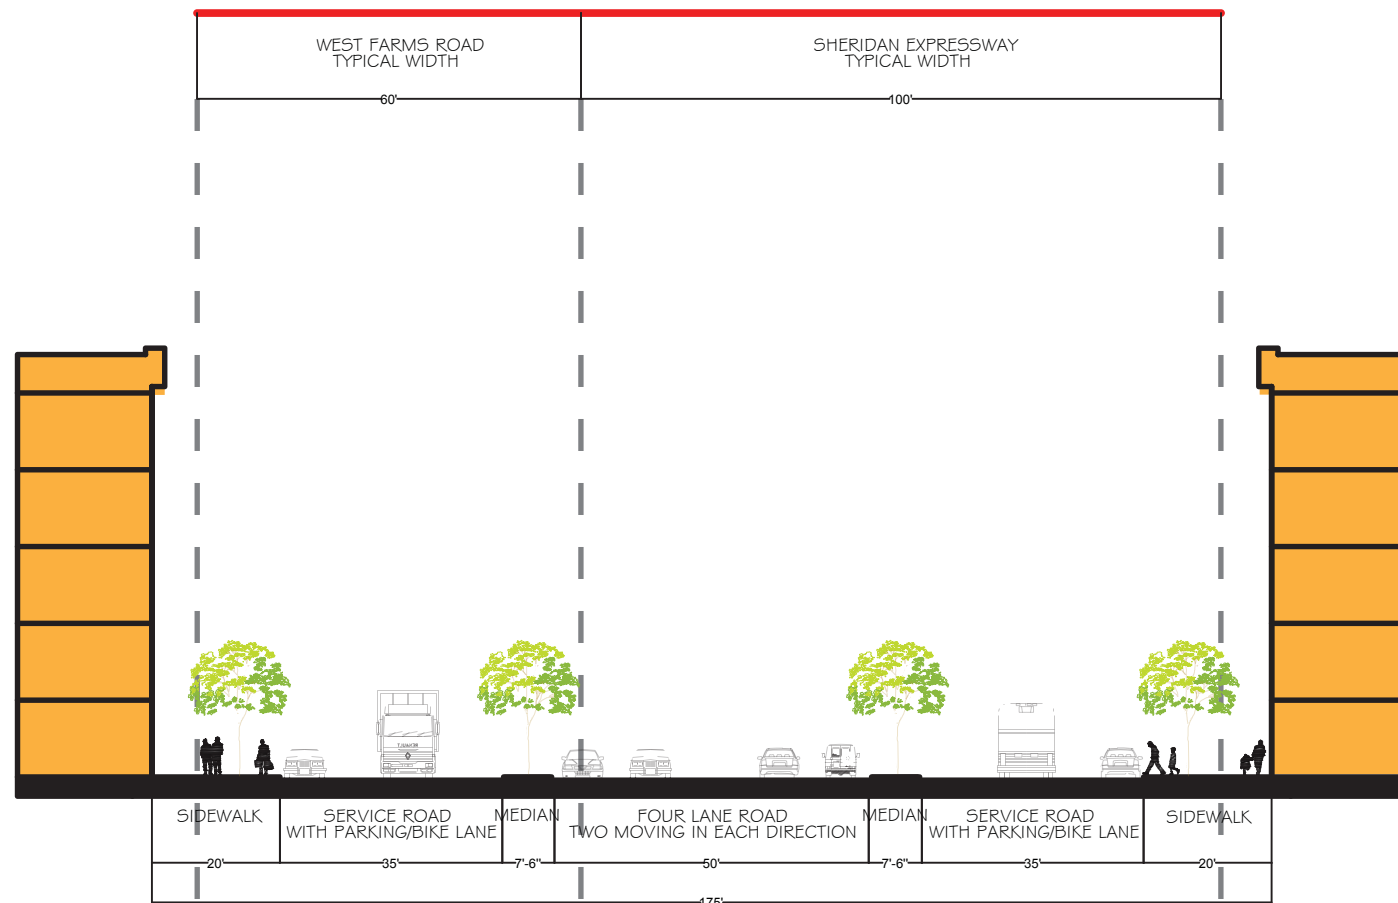 WEST FARMS ROAD
TYPICAL WIDTH
SHERIDAN EXPRESSWAY
TYPICAL WIDTH
60'
100'
RENAULT
SIDEWALK
SERVICE ROAD
WITH PARKING/BIKE LANE
MEDIAN
FOUR LANE ROAD
TWO MOVING IN EACH DIRECTION
MEDIAN
SERVICE ROAD
WITH PARKING/BIKE LANE
SIDEWALK
20'
35'
7'-6"
50'
7'-6"
35'
20'
175'